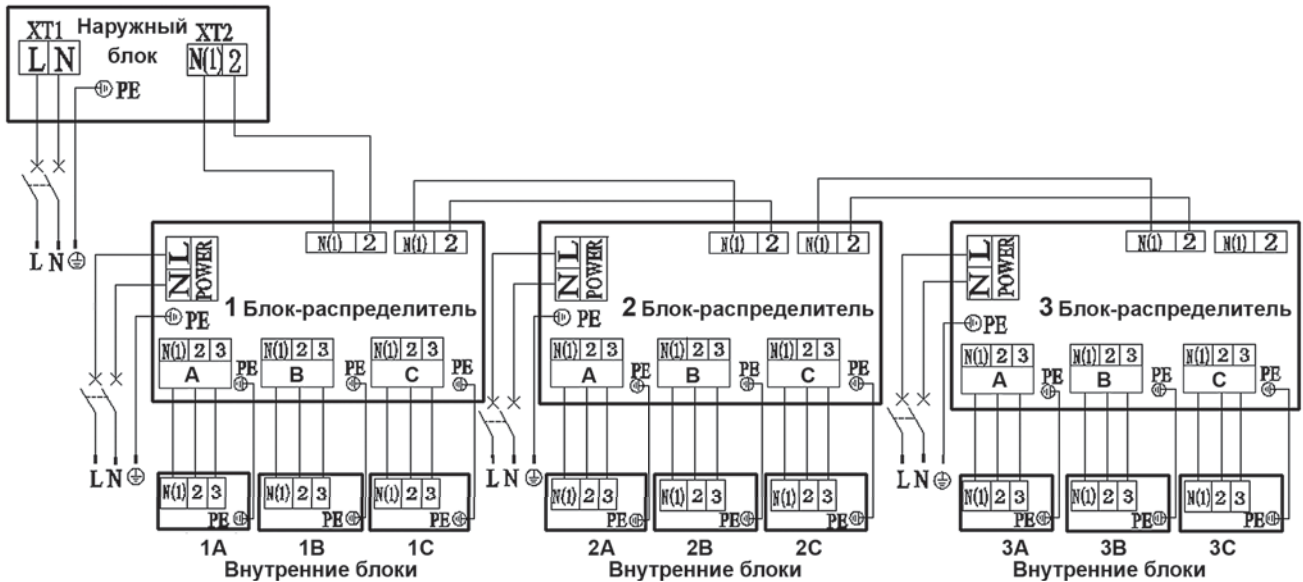 XT1 Наружный XT2
блок
L N
N(1) 2
PE
L N
N(1) 2 N(1) 2
N(1) 2 N(1) 2
N(1) 2 N(1) 2
N L
POWER
1 Блок-распределитель
PE
N L
POWER
2 Блок-распределитель
PE
N L
POWER
3 Блок-распределитель
PE
N(1) 2 3 N(1) 2 3 N(1) 2 3
A PE B PE C PE
N(1) 2 3 N(1) 2 3 N(1) 2 3
A PE B PE C PE
N(1) 2 3 N(1) 2 3 N(1) 2 3
A PE B PE C PE
L N
L N
L N
N(1) 2 3 N(1) 2 3 N(1) 2 3
PE PE PE
N(1) 2 3 N(1) 2 3 N(1) 2 3
PE PE PE
N(1) 2 3 N(1) 2 3 N(1) 2 3
PE PE PE
1A 1B 1C
Внутренние блоки
2A 2B 2C
Внутренние блоки
3A 3B 3C
Внутренние блоки